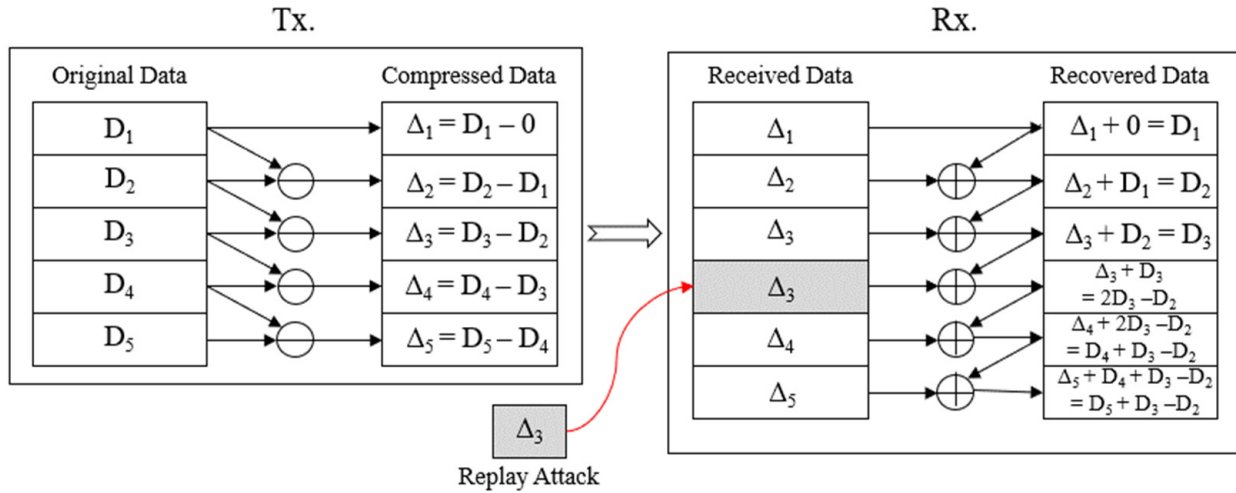 Tx.
Rx.
Original Data
Compressed Data
Received Data
Recovered Data
D₁
Δ₁ = D₁ – 0
Δ₁
Δ₁ + 0 = D₁
D₂
Δ₂ = D₂ – D₁
Δ₂
Δ₂ + D₁ = D₂
D₃
Δ₃ = D₃ – D₂
Δ₃
Δ₃ + D₂ = D₃
D₄
Δ₄ = D₄ – D₃
Δ₃
Δ₃ + D₃
= 2D₃ –D₂
D₅
Δ₅ = D₅ – D₄
Δ₄
Δ₄ + 2D₃ –D₂
= D₄ + D₃ –D₂
Δ₅
Δ₅ + D₄ + D₃ –D₂
= D₅ + D₃ –D₂
Δ₃
Replay Attack